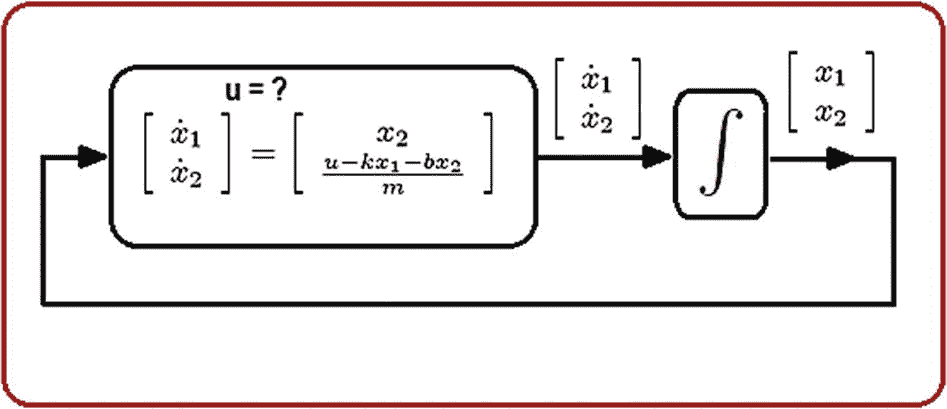 u = ?
[ ẋ₁ ẋ₂ ] = [ x₂ (u−kx₁−bx₂)/m ]
[ ẋ₁ ẋ₂ ]
∫
[ x₁ x₂ ]